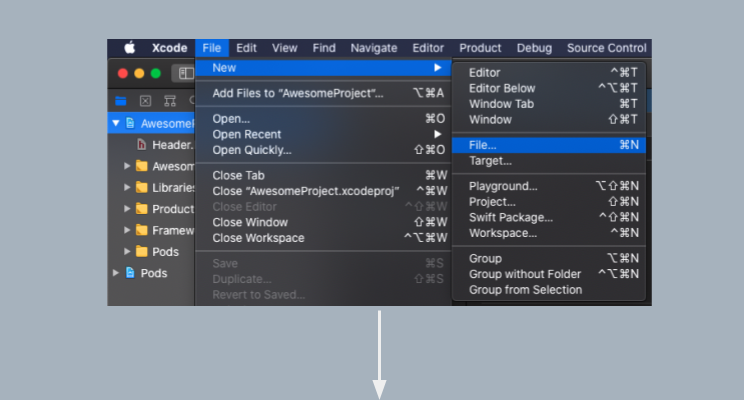 Xcode File Edit View Find Navigate Editor Product Debug Source Control
New
Add Files to “AwesomeProject”... ⌥⌘A
Open... ⌘O
Open Recent
Open Quickly... ⇧⌘O
Close Tab ⌘W
Close “AwesomeProject.xcodeproj” ^⌘W
Close Editor ^⇧⌘W
Close Window ⇧⌘W
Close Workspace ^⌥⌘W
Save ⌘S
Duplicate... ⇧⌘S
Revert to Saved...
Editor ^⌘T
Editor Below ^⌥⌘T
Window Tab ⌘T
Window ⇧⌘T
File... ⌘N
Target...
Playground... ⌥⇧⌘N
Project... ⇧⌘N
Swift Package... ^⇧⌘N
Workspace... ^⌘N
Group ⌥⌘N
Group without Folder ^⌥⌘N
Group from Selection
Awesome
Header.
Awesom
Libraries
Product
Framew
Pods
Pods